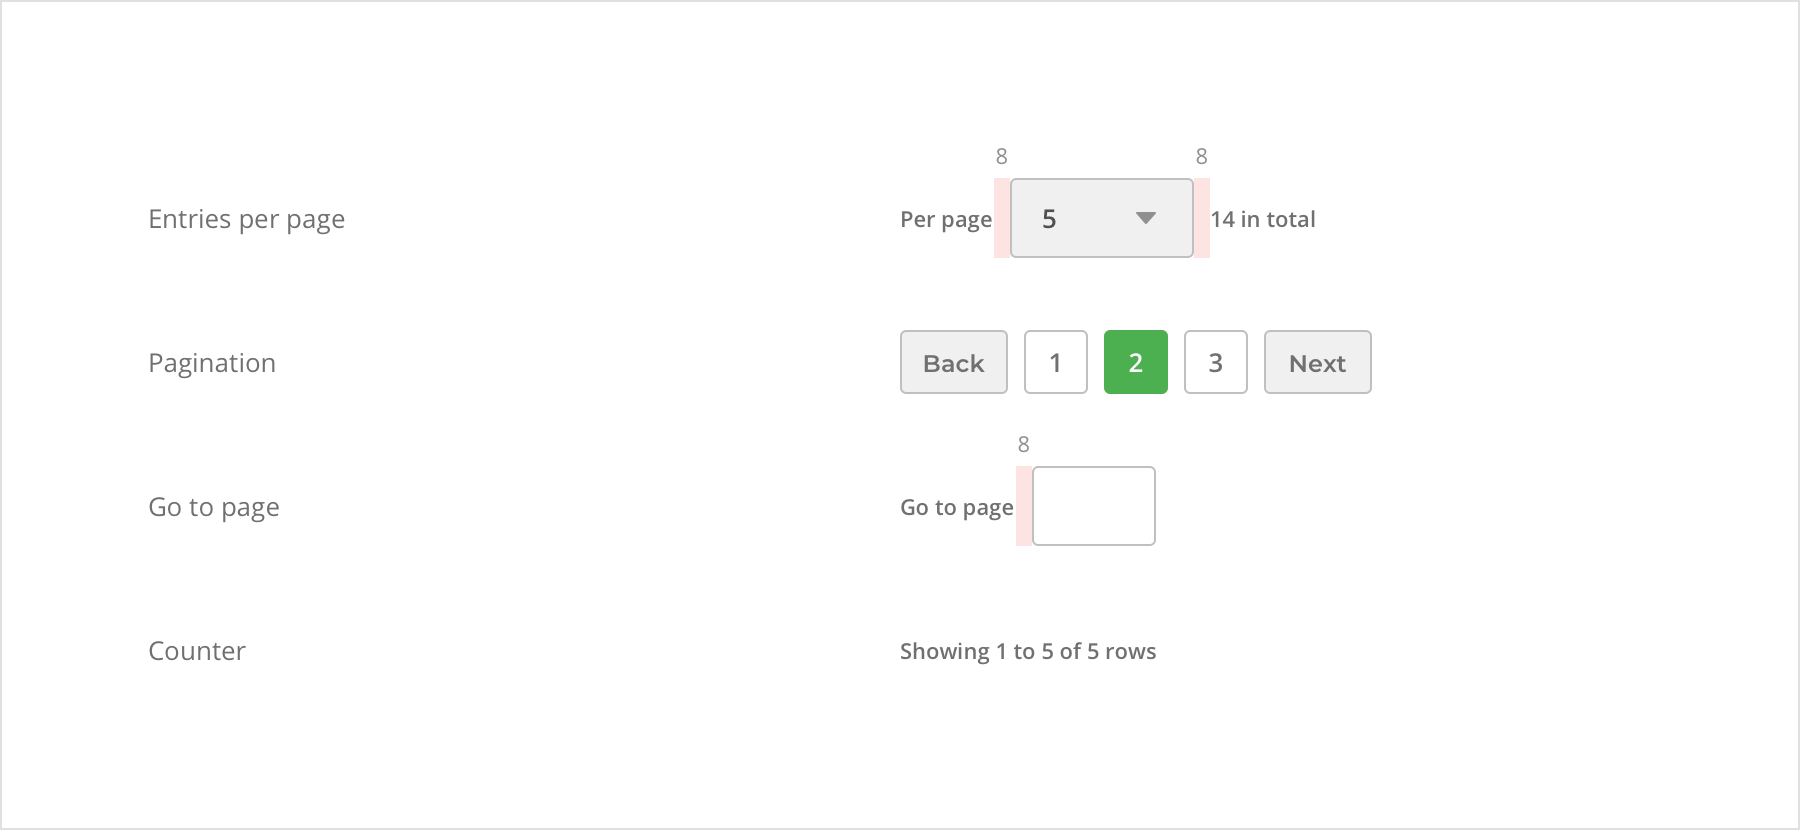 8 8
Entries per page Per page 5 14 in total
Pagination Back 1 2 3 Next
8
Go to page Go to page
Counter Showing 1 to 5 of 5 rows